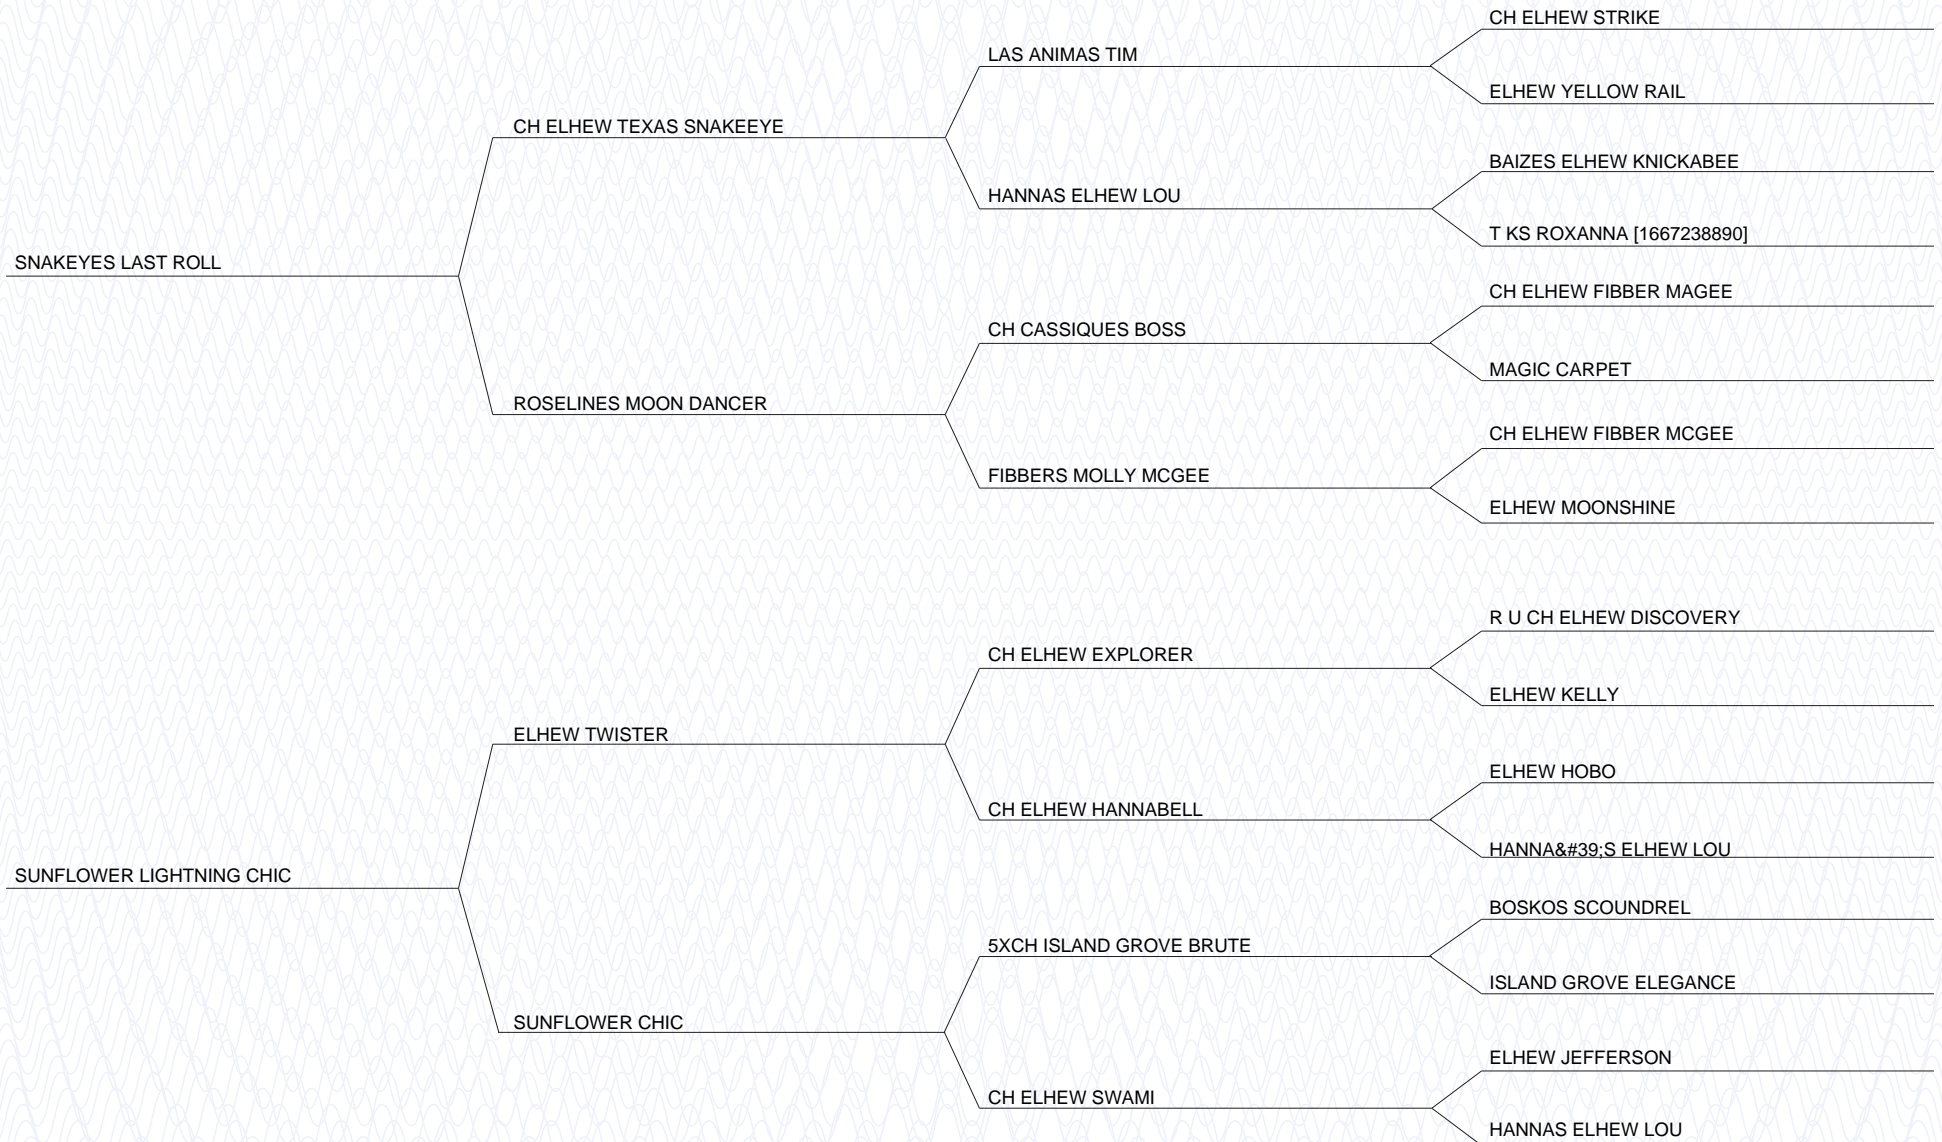 CH ELHEW STRIKE
LAS ANIMAS TIM
ELHEW YELLOW RAIL
CH ELHEW TEXAS SNAKEEYE
BAIZES ELHEW KNICKABEE
HANNAS ELHEW LOU
T KS ROXANNA [1667238890]
SNAKEYES LAST ROLL
CH ELHEW FIBBER MAGEE
CH CASSIQUES BOSS
MAGIC CARPET
ROSELINES MOON DANCER
CH ELHEW FIBBER MCGEE
FIBBERS MOLLY MCGEE
ELHEW MOONSHINE
R U CH ELHEW DISCOVERY
CH ELHEW EXPLORER
ELHEW KELLY
ELHEW TWISTER
ELHEW HOBO
CH ELHEW HANNABELL
HANNA&#39;S ELHEW LOU
SUNFLOWER LIGHTNING CHIC
BOSKOS SCOUNDREL
5XCH ISLAND GROVE BRUTE
ISLAND GROVE ELEGANCE
SUNFLOWER CHIC
ELHEW JEFFERSON
CH ELHEW SWAMI
HANNAS ELHEW LOU